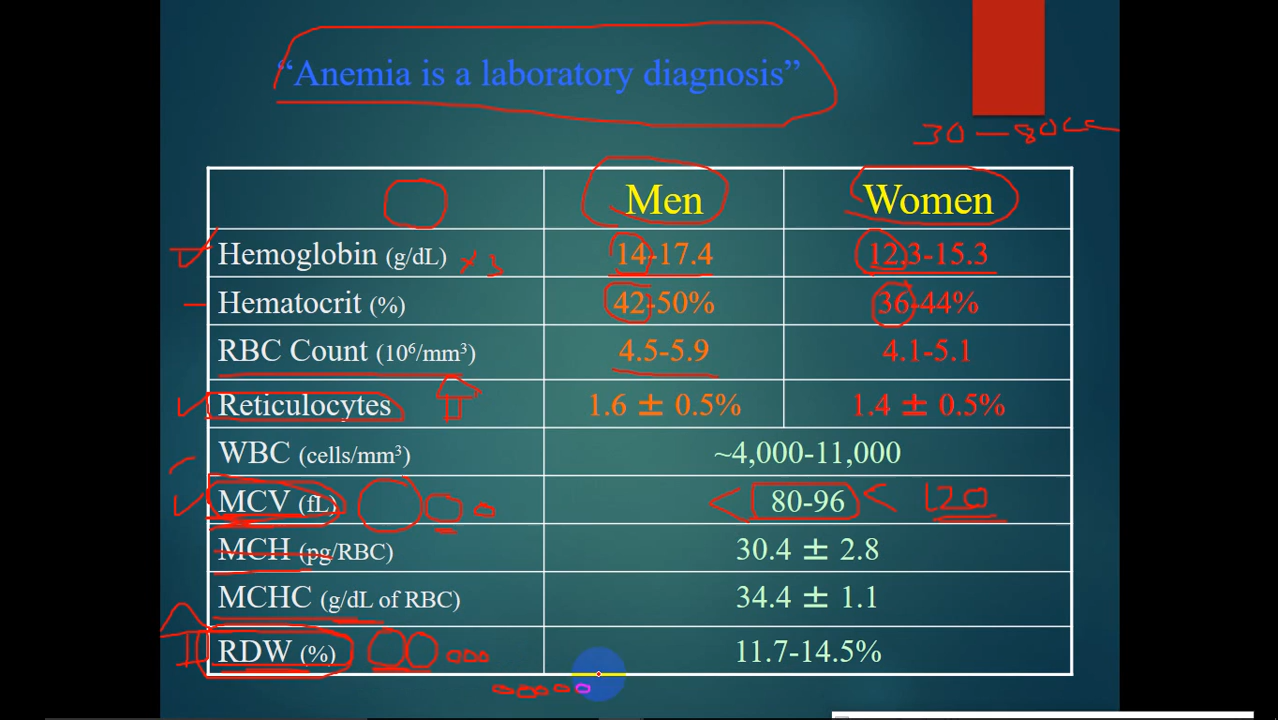 “Anemia is a laboratory diagnosis”
30 — 80
Men Women
Hemoglobin (g/dL) x 3 14-17.4 12.3-15.3
Hematocrit (%) 42-50% 36-44%
RBC Count (10⁶/mm³) 4.5-5.9 4.1-5.1
Reticulocytes 1.6 ± 0.5% 1.4 ± 0.5%
WBC (cells/mm³) ~4,000-11,000
MCV (fL) < 80-96 < 120
MCH (pg/RBC) 30.4 ± 2.8
MCHC (g/dL of RBC) 34.4 ± 1.1
RDW (%) 11.7-14.5%